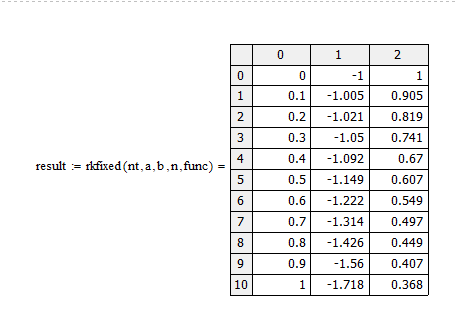 0 1 2
0 0 -1 1
1 0.1 -1.005 0.905
2 0.2 -1.021 0.819
3 0.3 -1.05 0.741
4 0.4 -1.092 0.67
result := rkfixed(nt,a,b,n,func) =
5 0.5 -1.149 0.607
6 0.6 -1.222 0.549
7 0.7 -1.314 0.497
8 0.8 -1.426 0.449
9 0.9 -1.56 0.407
10 1 -1.718 0.368